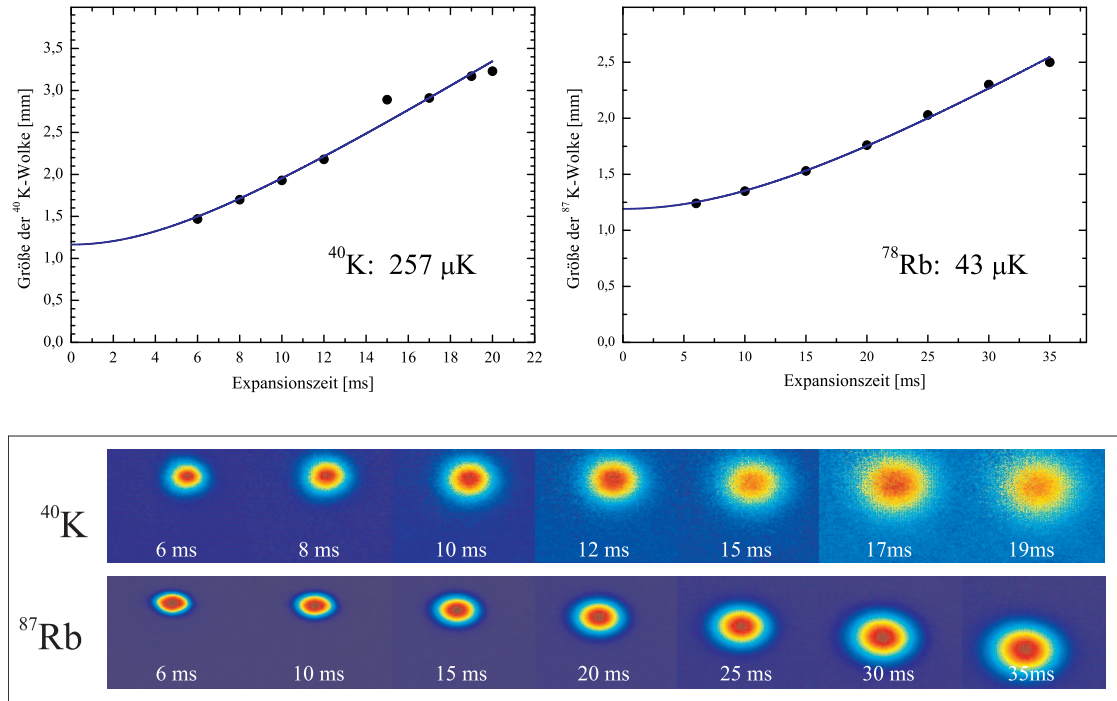 Größe der ⁴⁰K-Wolke [mm]
3,5
3,0
2,5
2,0
1,5
1,0
0,5
0,0
0 2 4 6 8 10 12 14 16 18 20 22
Expansionszeit [ms]
⁴⁰K: 257 µK
Größe der ⁸⁷K-Wolke [mm]
2,5
2,0
1,5
1,0
0,5
0,0
0 5 10 15 20 25 30 35
Expansionszeit [ms]
⁷⁸Rb: 43 µK
⁴⁰K
6 ms 8 ms 10 ms 12 ms 15 ms 17ms 19ms
⁸⁷Rb
6 ms 10 ms 15 ms 20 ms 25 ms 30 ms 35ms